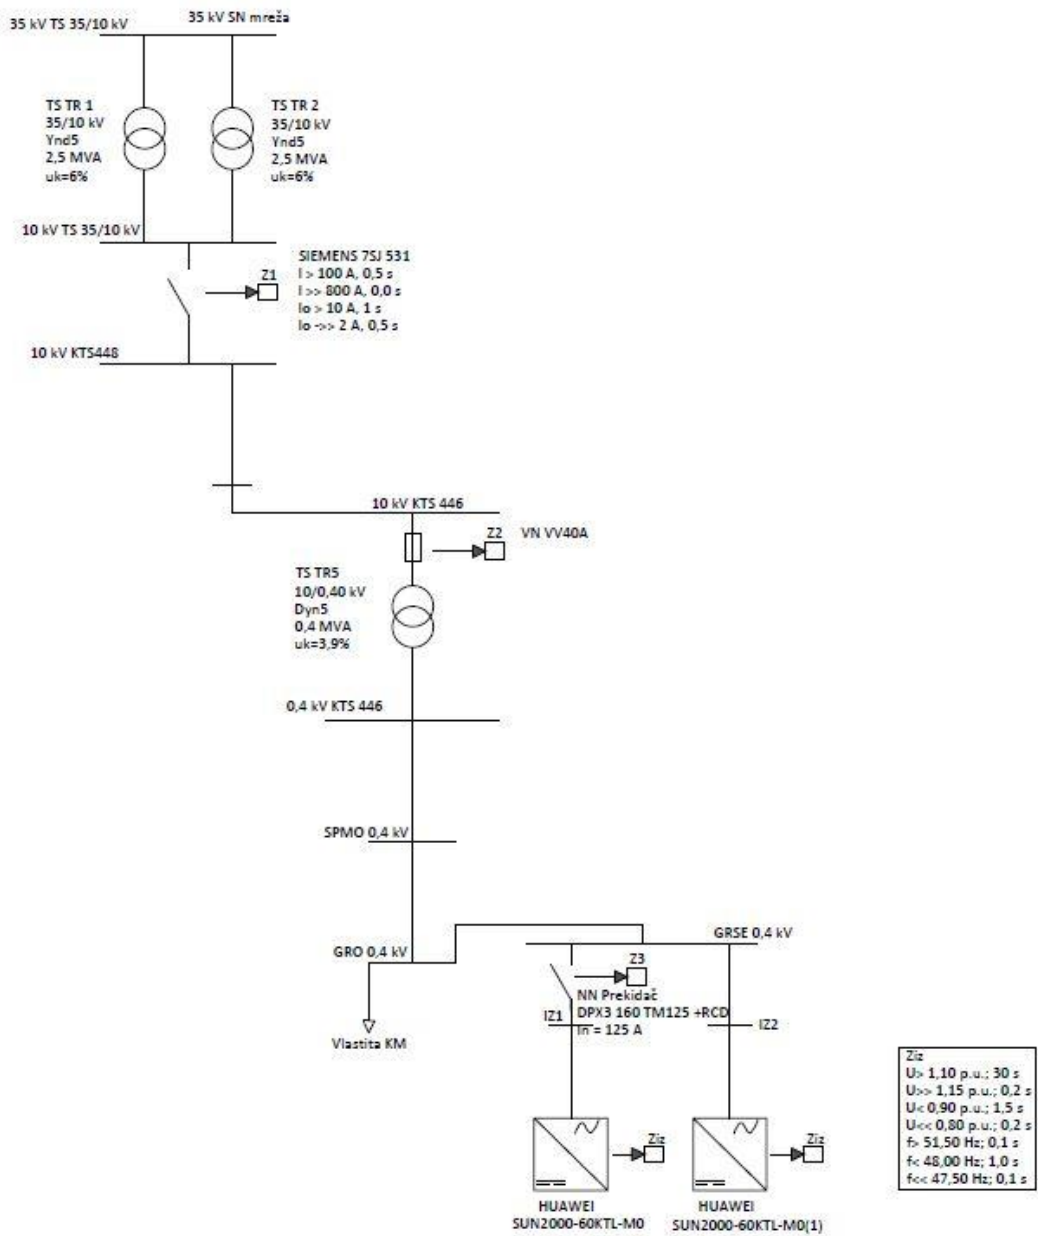 35 kV TS 35/10 kV
35 kV SN mreža
TS TR 1
35/10 kV
Ynd5
2,5 MVA
uk=6%
TS TR 2
35/10 kV
Ynd5
2,5 MVA
uk=6%
10 kV TS 35/10 kV
Z1
SIEMENS 7SJ 531
I > 100 A, 0,5 s
I >> 800 A, 0,0 s
Io > 10 A, 1 s
Io ->> 2 A, 0,5 s
10 kV KTS448
10 kV KTS 446
Z2
VN VV40A
TS TR5
10/0,40 kV
Dyn5
0,4 MVA
uk=3,9%
0,4 kV KTS 446
SPMO 0,4 kV
GRO 0,4 kV
Vlastita KM
GRSE 0,4 kV
Z3
NN Prekidač
DPX3 160 TM125 +RCD
In = 125 A
IZ1
IZ2
Ziz
Ziz
HUAWEI
SUN2000-60KTL-M0
HUAWEI
SUN2000-60KTL-M0(1)
Ziz
U> 1,10 p.u.; 30 s
U>> 1,15 p.u.; 0,2 s
U< 0,90 p.u.; 1,5 s
U<< 0,80 p.u.; 0,2 s
f> 51,50 Hz; 0,1 s
f< 48,00 Hz; 1,0 s
f<< 47,50 Hz; 0,1 s